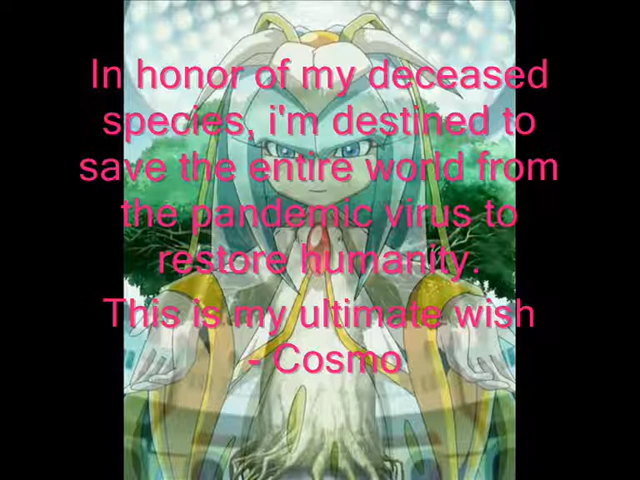 In honor of my deceased
species, i'm destined to
save the entire world from
the pandemic virus to
restore humanity.
This is my ultimate wish
- Cosmo